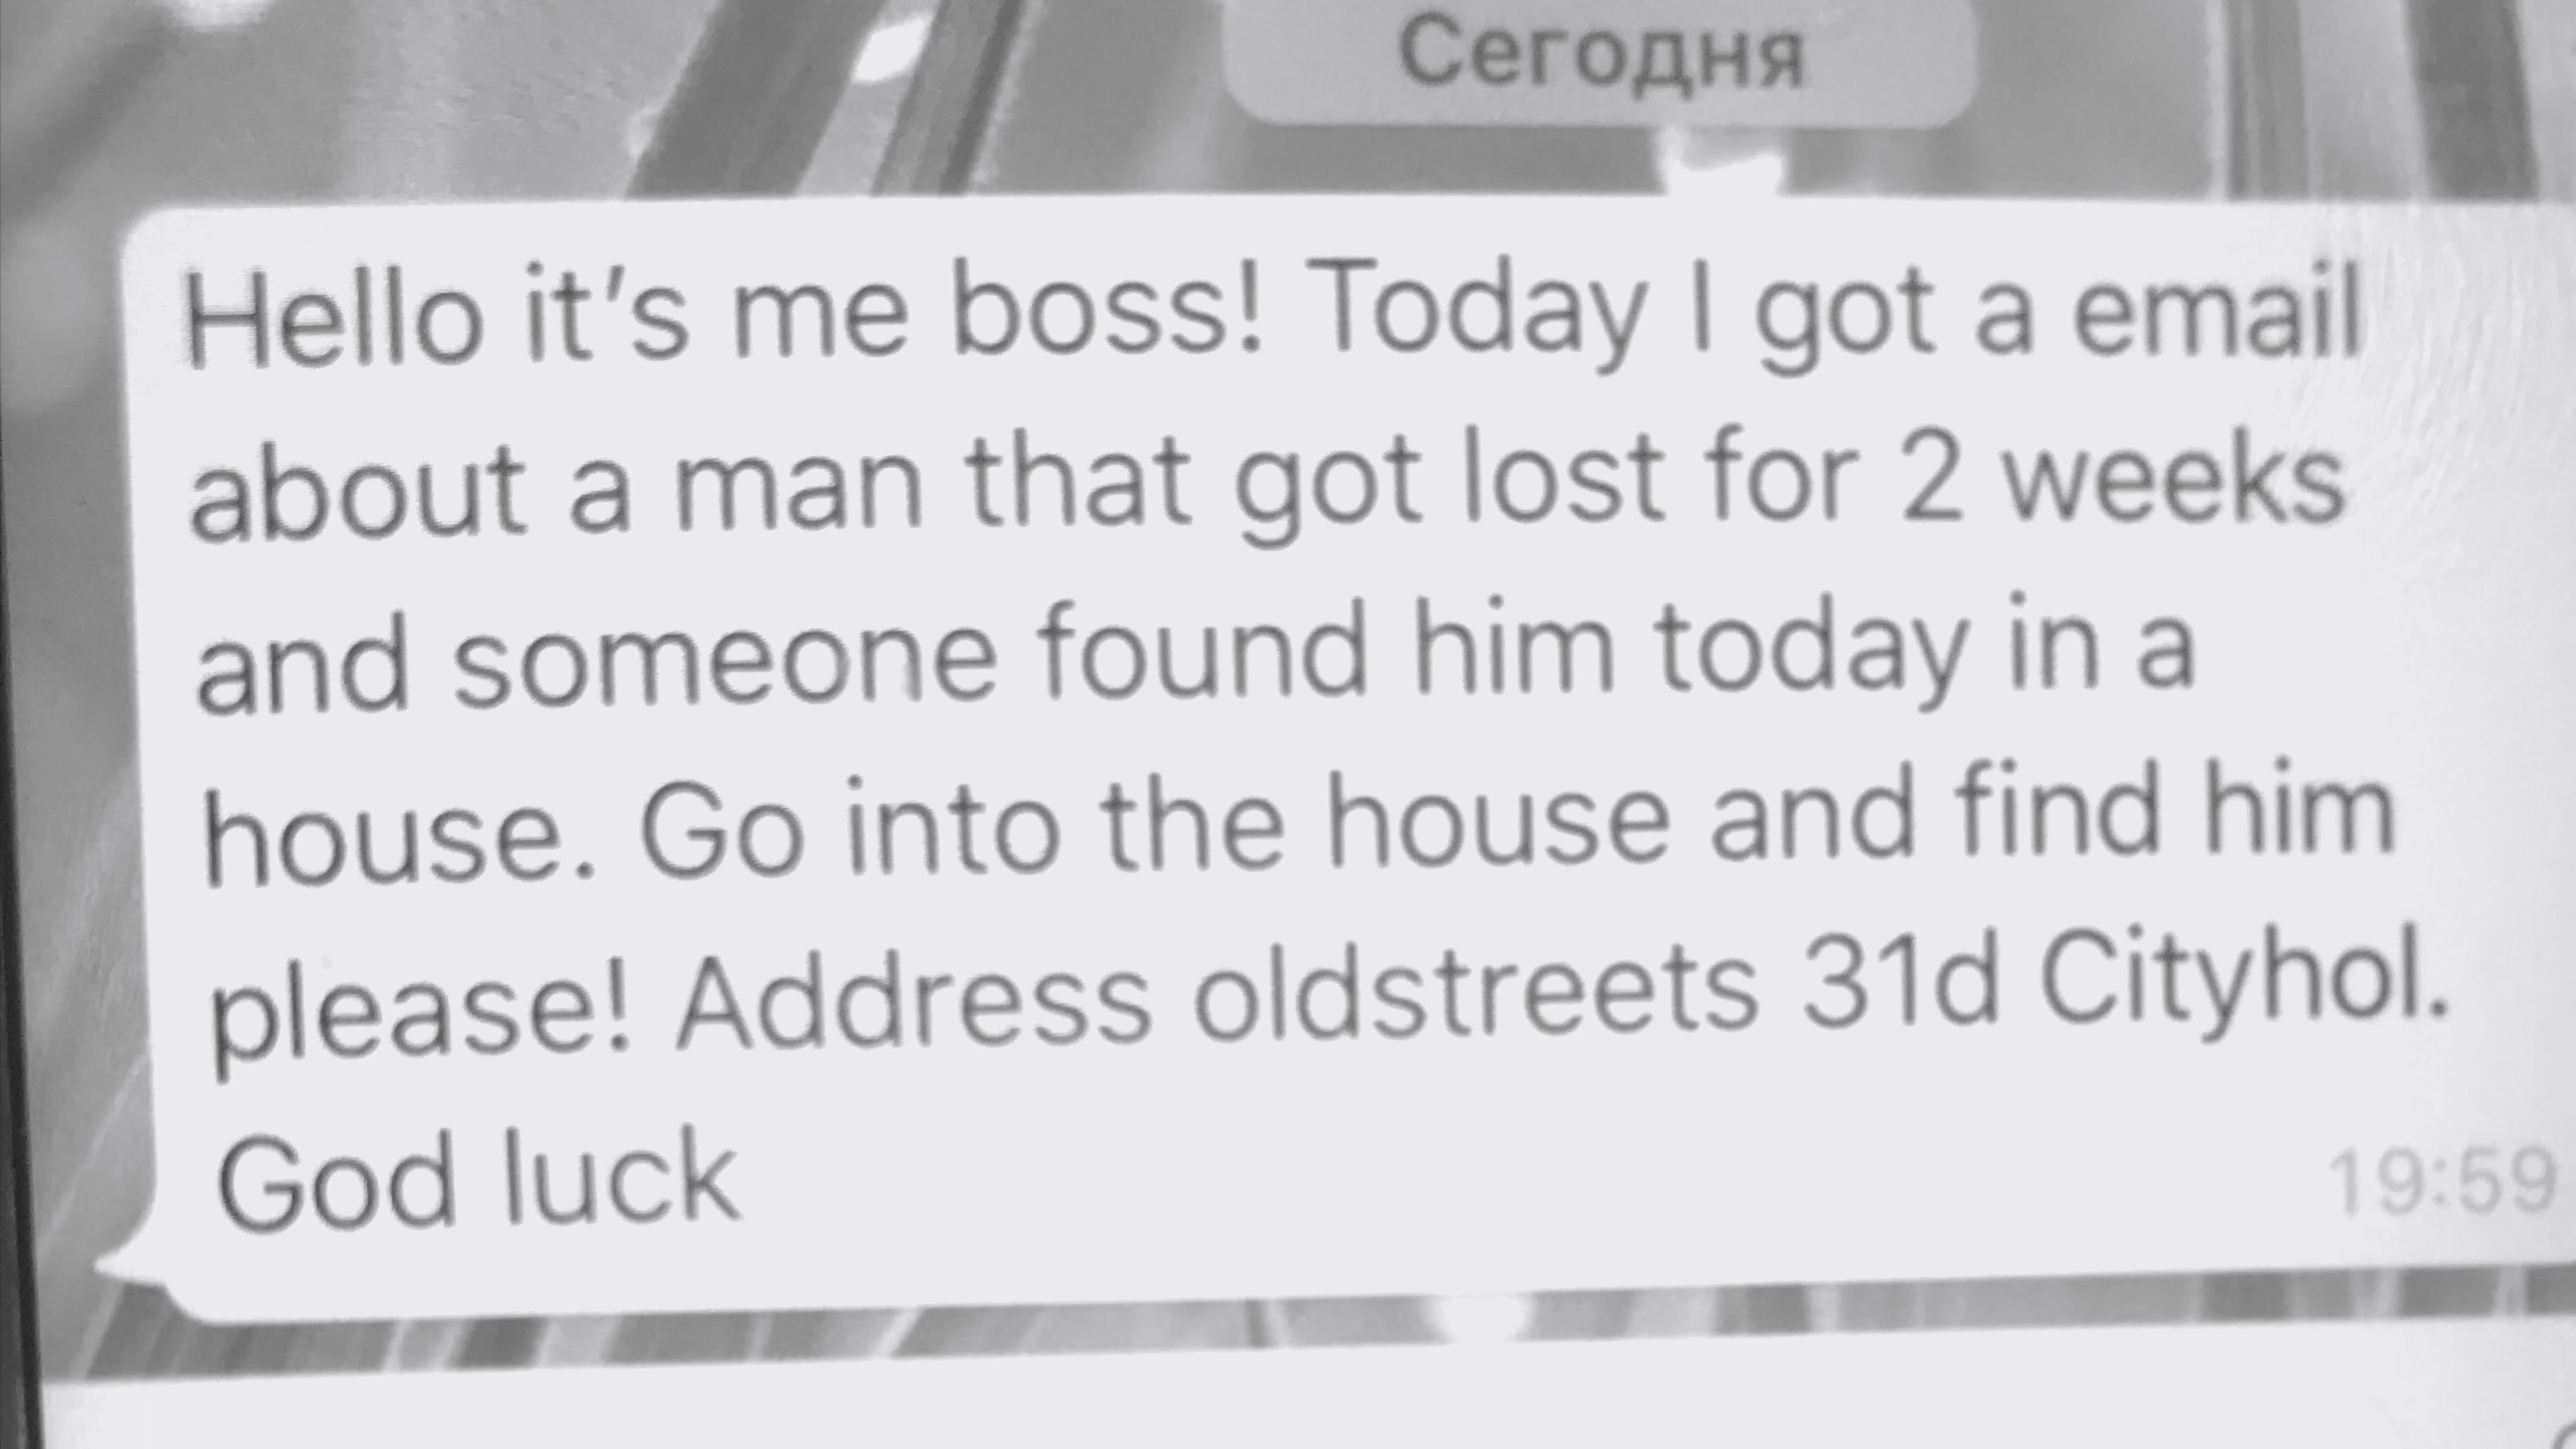 Сегодня
Hello it's me boss! Today I got a email
about a man that got lost for 2 weeks
and someone found him today in a
house. Go into the house and find him
please! Address oldstreets 31d Cityhol.
God luck
19:59